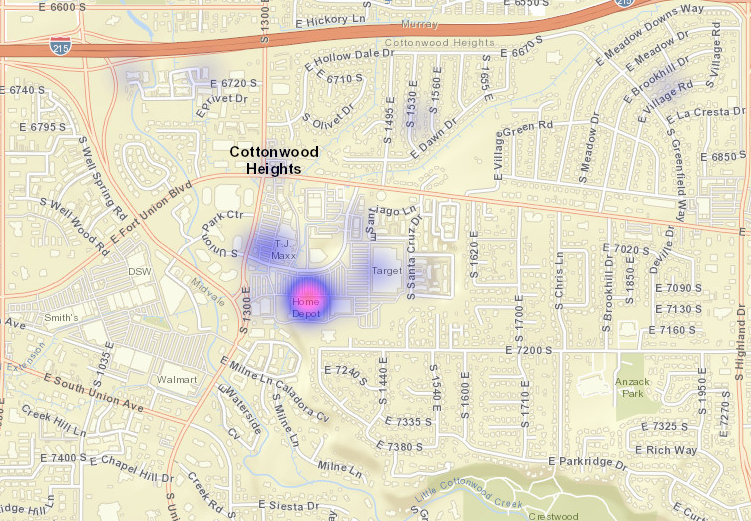 E 6600 S
S 1300 E
E Hickory Ln
E 6550 S
215
Murray
215
E Meadow Downs Way
Cottonwood Heights
E Hollow Dale Dr
E 6670 S
E Meadow Dr
S Village Rd
E 6740 S
E 6720 S
E Privet Dr
E 6710 S
S 1530 E
S 1560 E
S 1695 E
E Brookhill Dr
E Village Rd
E 6795 S
S Olivet Dr
S 1495 E
E La Cresta Dr
E Dawn Dr
E Village
Green Rd
S Meadow Dr
S Greenfield Way
E 6850 S
Cottonwood
Heights
S Well Spring Rd
E Fort Union Blvd
S Well Wood Rd
Park Ctr
S Union
Tiago Ln
S Santa Cruz Dr
S 1620 E
E 7020 S
Deville Dr
T.J.
Maxx
DSW
Target
S Chris Ln
S Brookhill Dr
S 1850 E
E 7090 S
Midvale
Home
Depot
S 1700 E
E 7130 S
Smith's
S 1300 E
E 7160 S
S Highland Dr
E 7200 S
S 1035 E
Walmart
E Milne Ln
Caladora Cv
E 7240 S
S 1440 E
S 1540 E
S 1600 E
S 1710 E
Anzack
Park
S 1950 E
E 7270 S
Extension
E South Union Ave
E Waterside
Cv
S Milne Ln
E 7335 S
E 7325 S
Creek Hill Ln
E 7380 S
E Rich Way
E 7400 S
E Chapel Hill Dr
Milne Ln
E Parkridge Dr
Creek Rd
Little Cottonwood Creek
E Siesta Dr
Crestwood